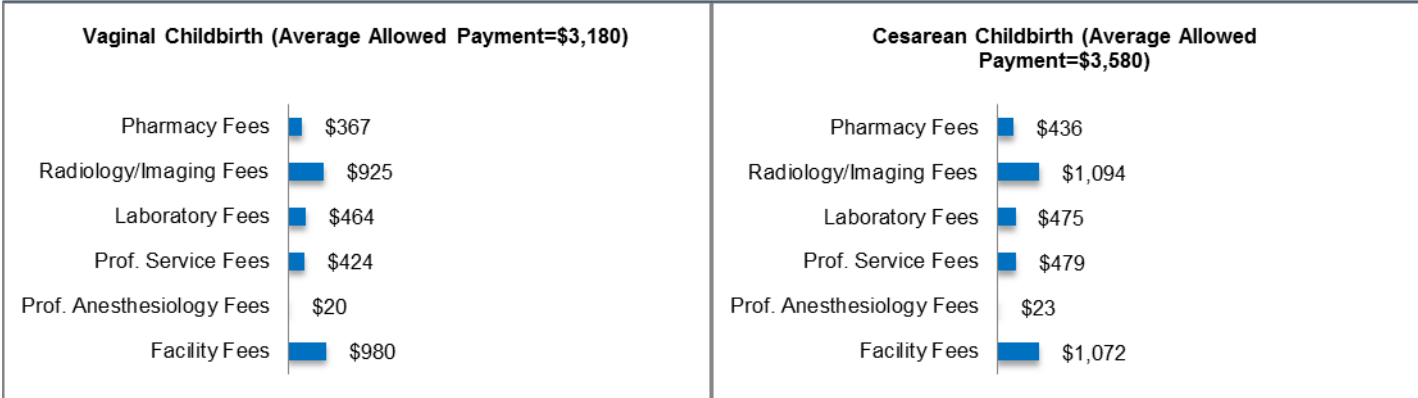 Vaginal Childbirth (Average Allowed Payment=$3,180)
Pharmacy Fees $367
Radiology/Imaging Fees $925
Laboratory Fees $464
Prof. Service Fees $424
Prof. Anesthesiology Fees $20
Facility Fees $980
Cesarean Childbirth (Average Allowed
Payment=$3,580)
Pharmacy Fees $436
Radiology/Imaging Fees $1,094
Laboratory Fees $475
Prof. Service Fees $479
Prof. Anesthesiology Fees $23
Facility Fees $1,072